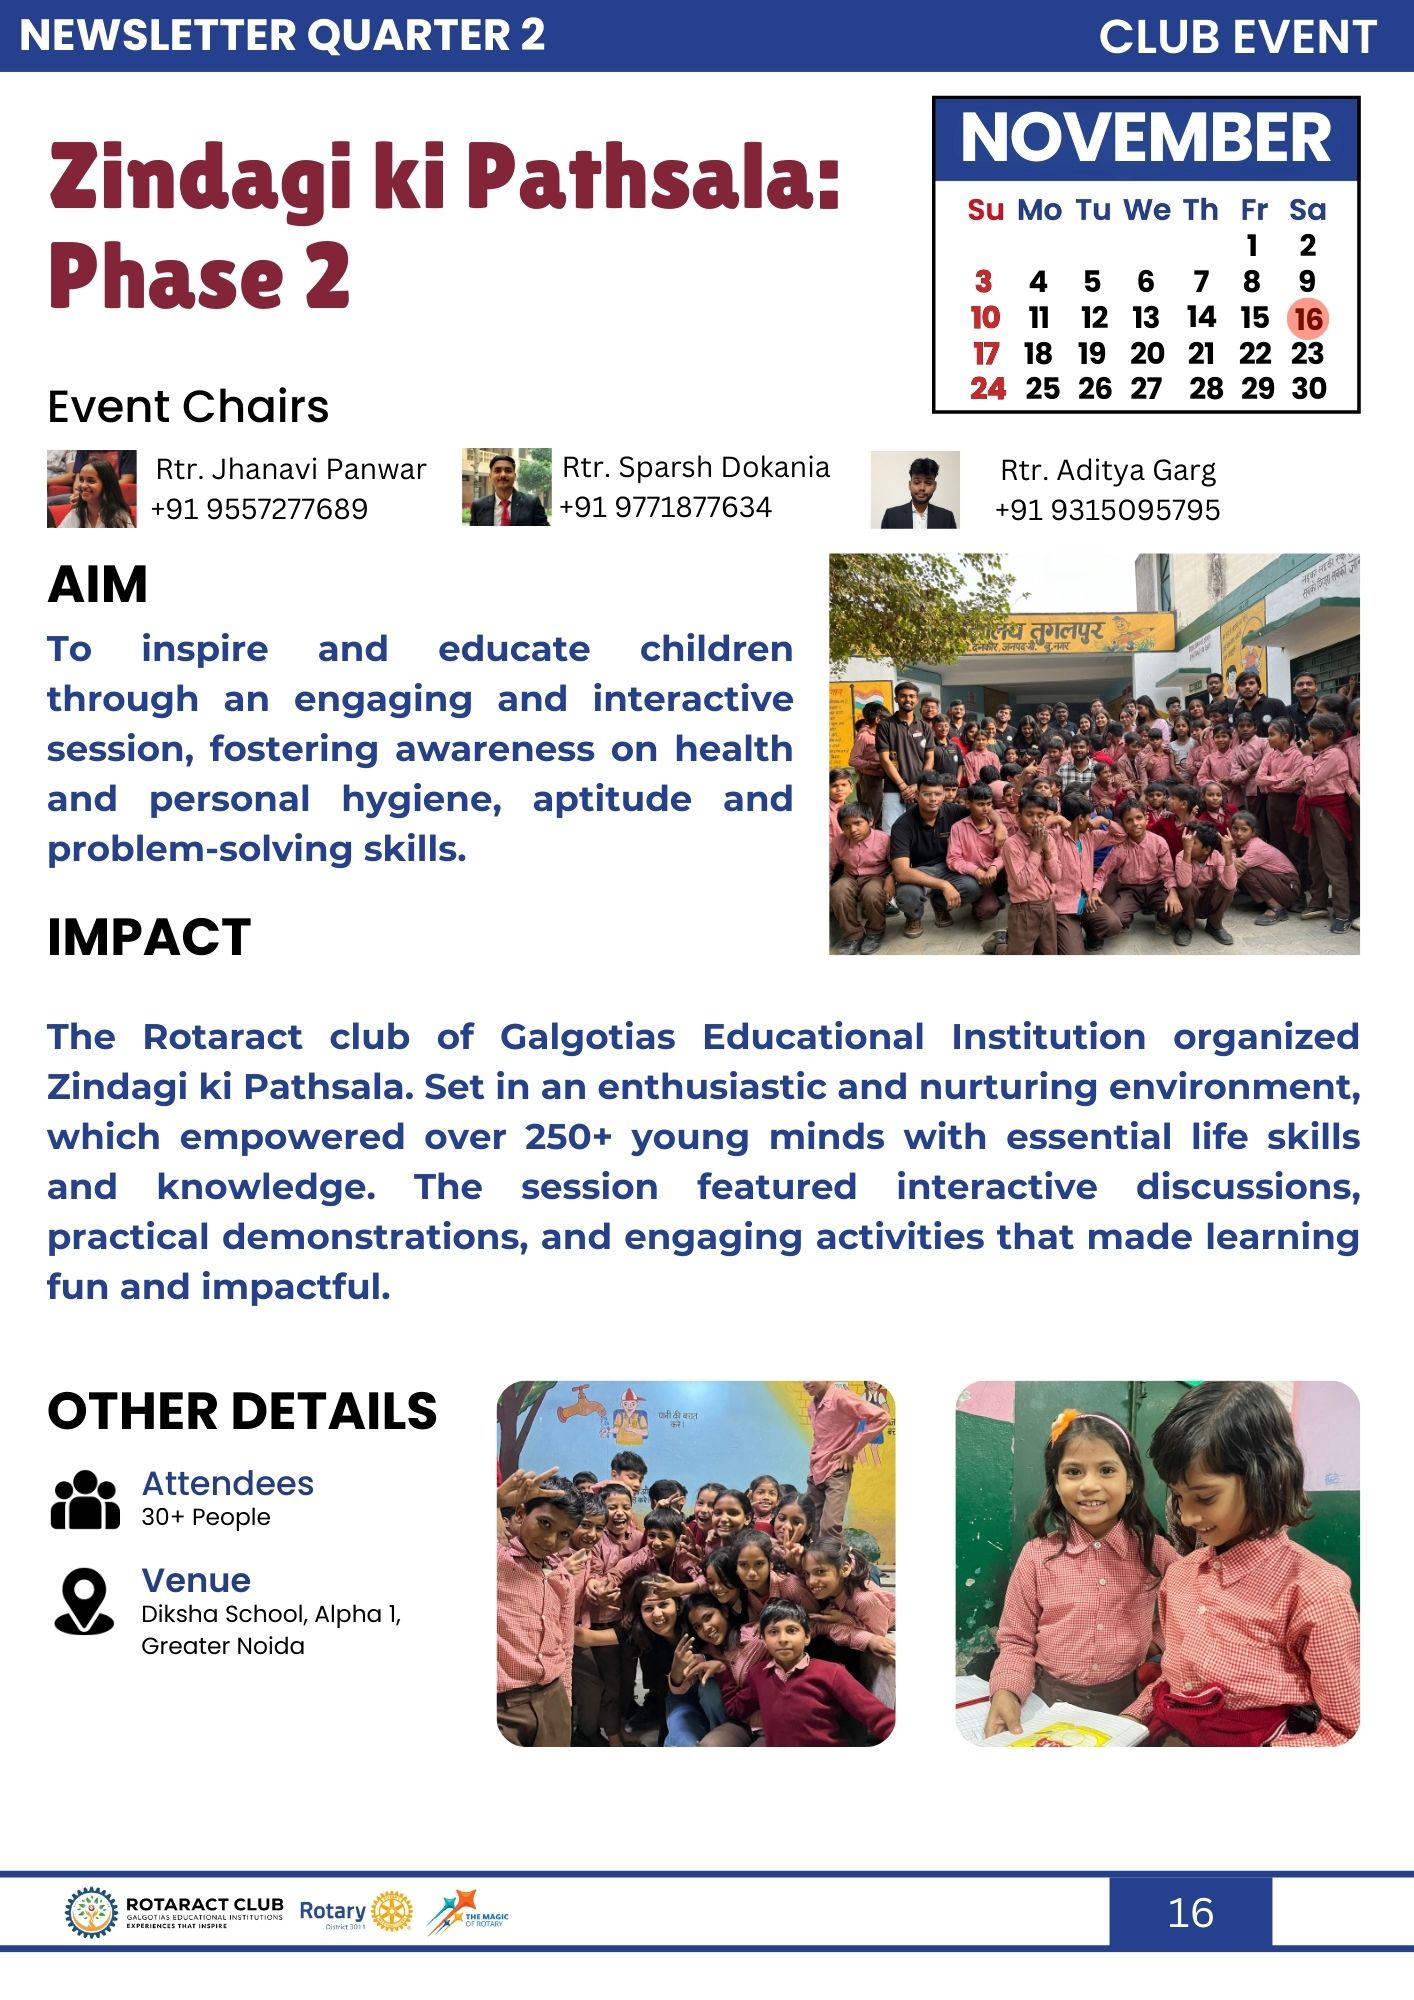 NEWSLETTER QUARTER 2
CLUB EVENT
Zindagi ki Pathsala:
Phase 2
NOVEMBER
Su Mo Tu We Th Fr Sa
1 2
3 4 5 6 7 8 9
10 11 12 13 14 15 16
17 18 19 20 21 22 23
24 25 26 27 28 29 30
Event Chairs
Rtr. Jhanavi Panwar
+91 9557277689
Rtr. Sparsh Dokania
+91 9771877634
Rtr. Aditya Garg
+91 9315095795
AIM
To inspire and educate children
through an engaging and interactive
session, fostering awareness on health
and personal hygiene, aptitude and
problem-solving skills.
तुगलपुर
IMPACT
The Rotaract club of Galgotias Educational Institution organized
Zindagi ki Pathsala. Set in an enthusiastic and nurturing environment,
which empowered over 250+ young minds with essential life skills
and knowledge. The session featured interactive discussions,
practical demonstrations, and engaging activities that made learning
fun and impactful.
OTHER DETAILS
Attendees
30+ People
Venue
Diksha School, Alpha 1,
Greater Noida
पानी की बचत
करें।
ROTARACT CLUB
GALGOTIAS EDUCATIONAL INSTITUTIONS
EXPERIENCES THAT INSPIRE
Rotary
District 3011
THE MAGIC
OF ROTARY
16